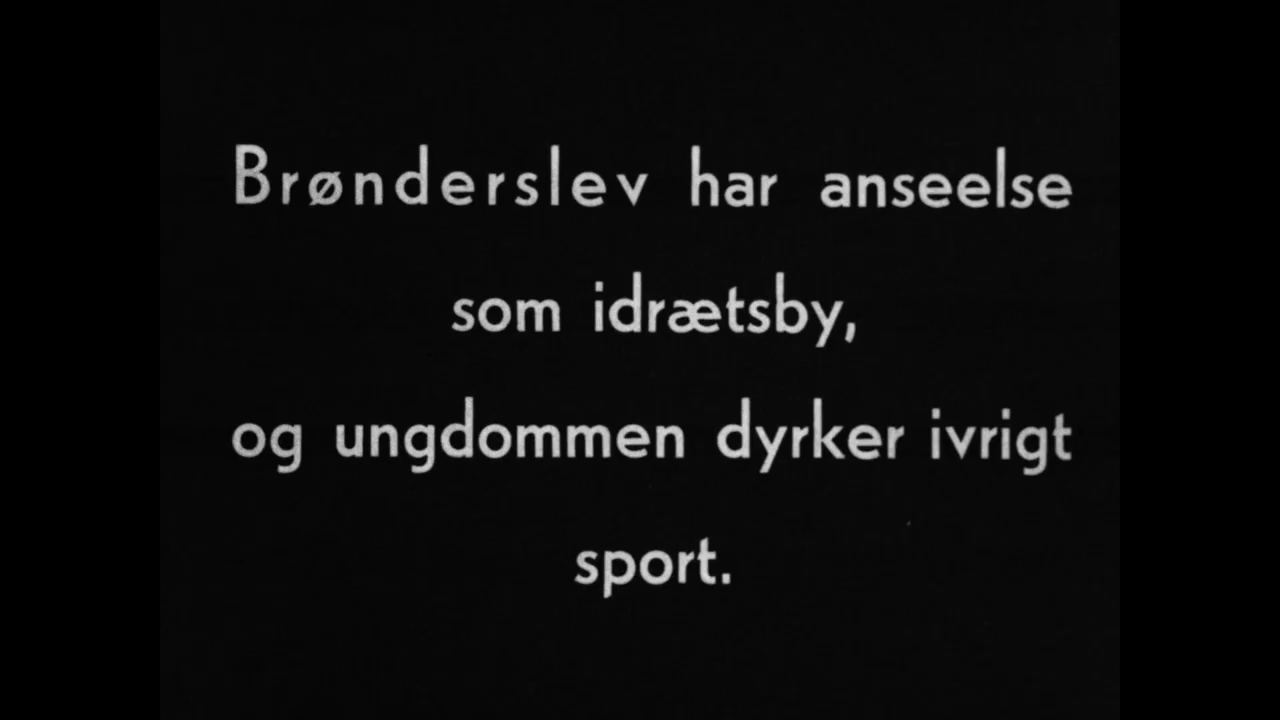 Brønderslev har anseelse
som idrætsby,
og ungdommen dyrker ivrigt
sport.